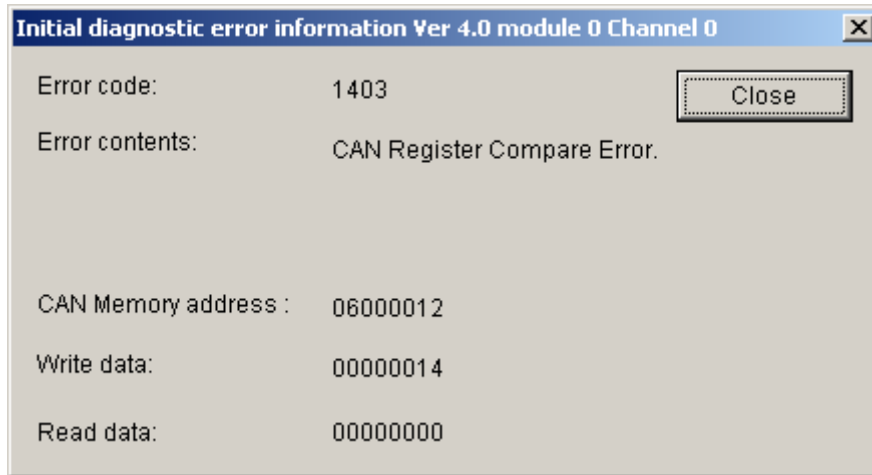 Initial diagnostic error information Ver 4.0 module 0 Channel 0
Error code: 1403 Close
Error contents: CAN Register Compare Error.
CAN Memory address : 06000012
Write data: 00000014
Read data: 00000000